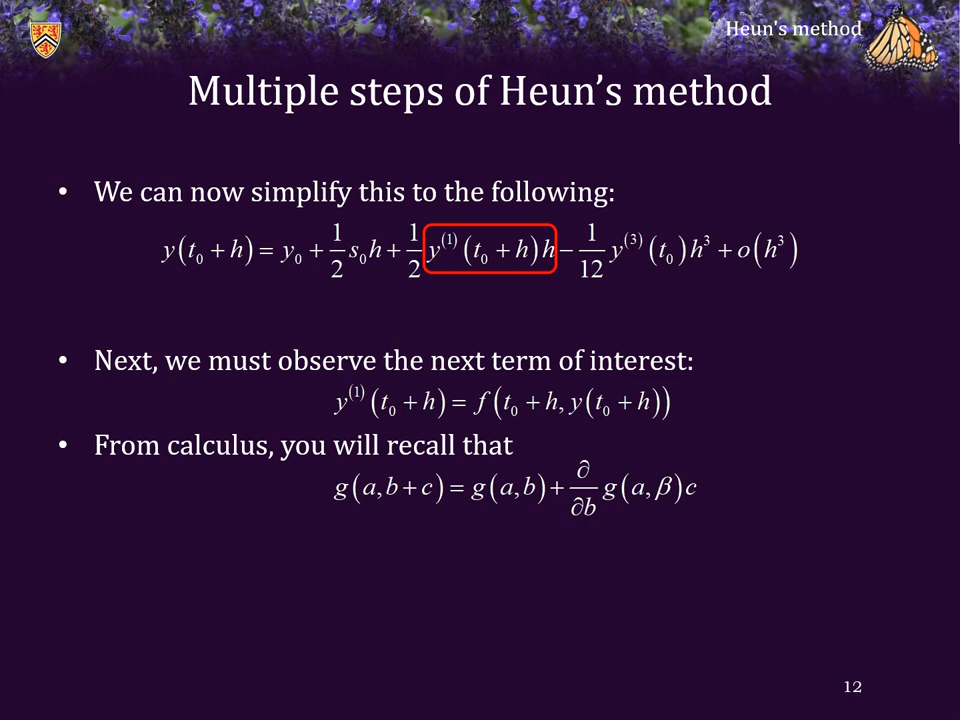 Heun's method
Multiple steps of Heun’s method
• We can now simplify this to the following:
y(t₀ + h) = y₀ + 1/2 s₀h + 1/2 y⁽¹⁾(t₀ + h)h − 1/12 y⁽³⁾(t₀)h³ + o(h³)
• Next, we must observe the next term of interest:
y⁽¹⁾(t₀ + h) = f(t₀ + h, y(t₀ + h))
• From calculus, you will recall that
g(a, b + c) = g(a, b) + ∂/∂b g(a, β)c
12